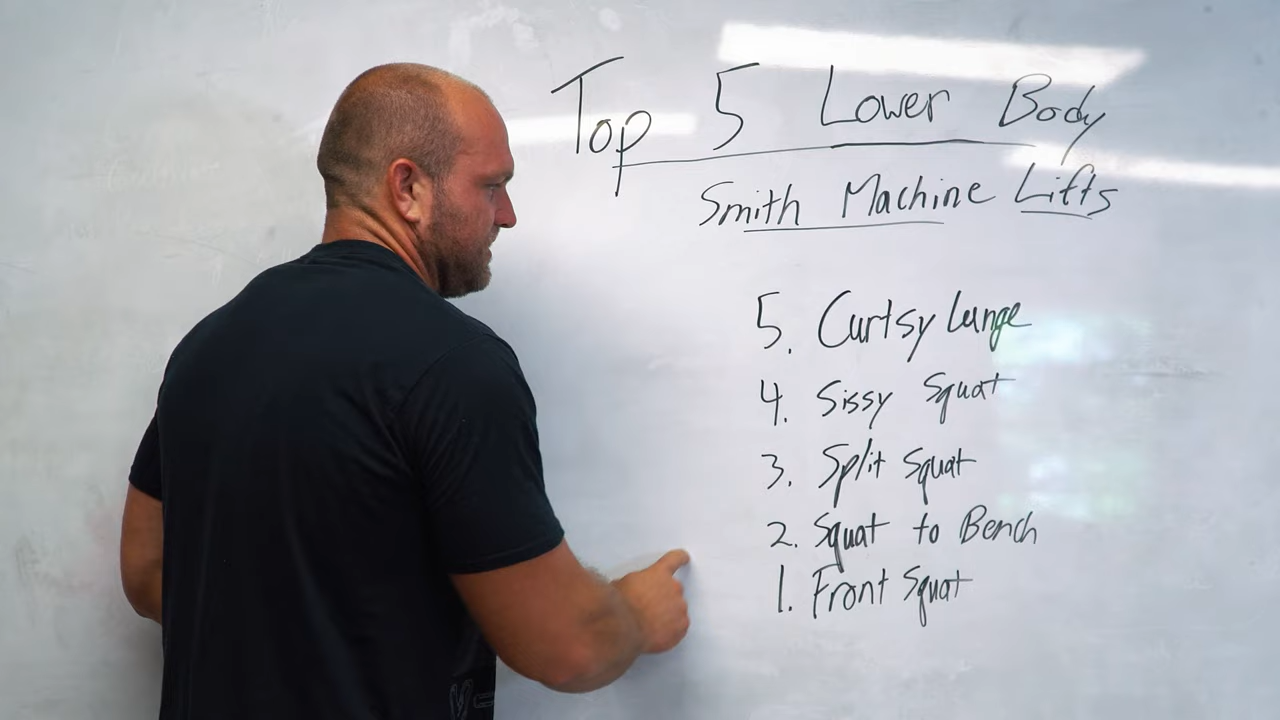 Top 5 Lower Body
Smith Machine Lifts
5. Curtsy Lunge
4. Sissy Squat
3. Split Squat
2. Squat to Bench
1. Front Squat